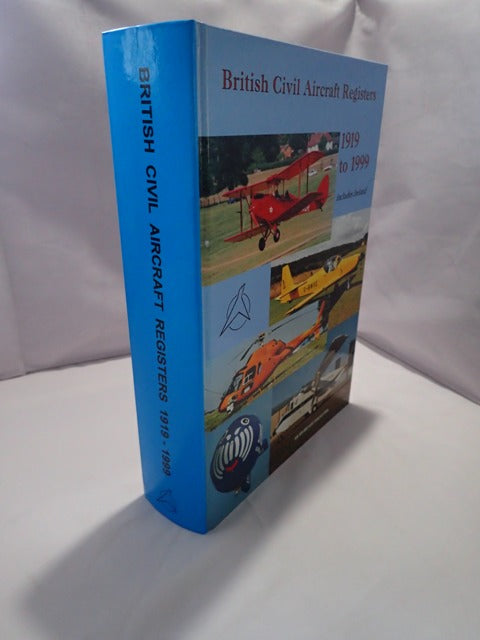 BRITISH CIVIL AIRCRAFT REGISTERS 1919 - 1999
British Civil Aircraft Registers
1919
to 1999
includes Ireland